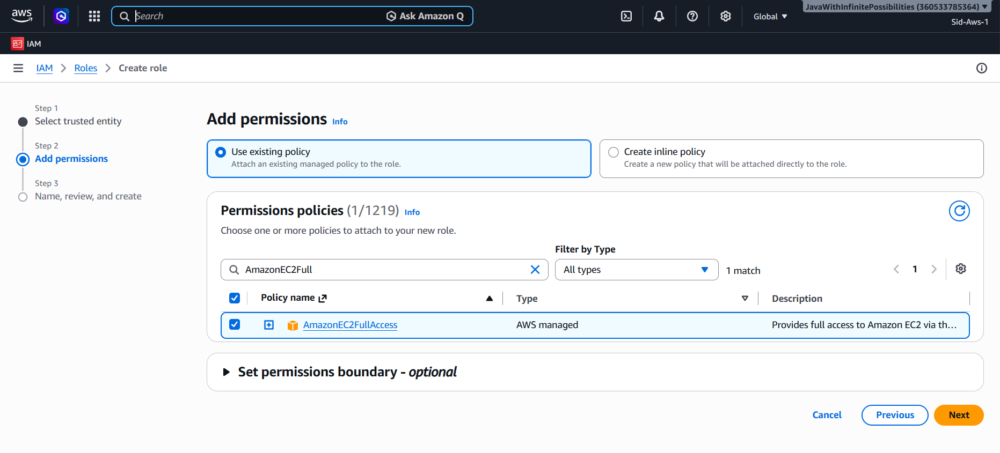 aws
Search
Ask Amazon Q
Global
JavaWithInfinitePossibilities (360533785364)
Sid-Aws-1
IAM
IAM
Roles
Create role
Step 1
Select trusted entity
Step 2
Add permissions
Step 3
Name, review, and create
Add permissions Info
Use existing policy
Attach an existing managed policy to the role.
Create inline policy
Create a new policy that will be attached directly to the role.
Permissions policies (1/1219) Info
Choose one or more policies to attach to your new role.
Filter by Type
AmazonEC2Full
All types
1 match
1
Policy name
Type
Description
AmazonEC2FullAccess
AWS managed
Provides full access to Amazon EC2 via th...
Set permissions boundary - optional
Cancel
Previous
Next